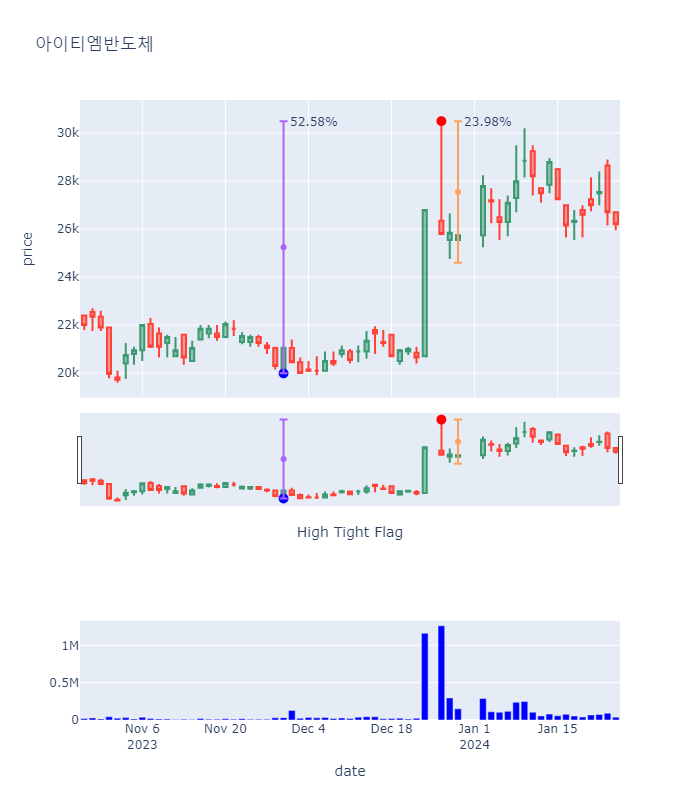 아이티엠반도체
52.58%
23.98%
30k
28k
26k
24k
22k
20k
price
High Tight Flag
1M
0.5M
0
Nov 6
2023
Nov 20
Dec 4
Dec 18
Jan 1
2024
Jan 15
date